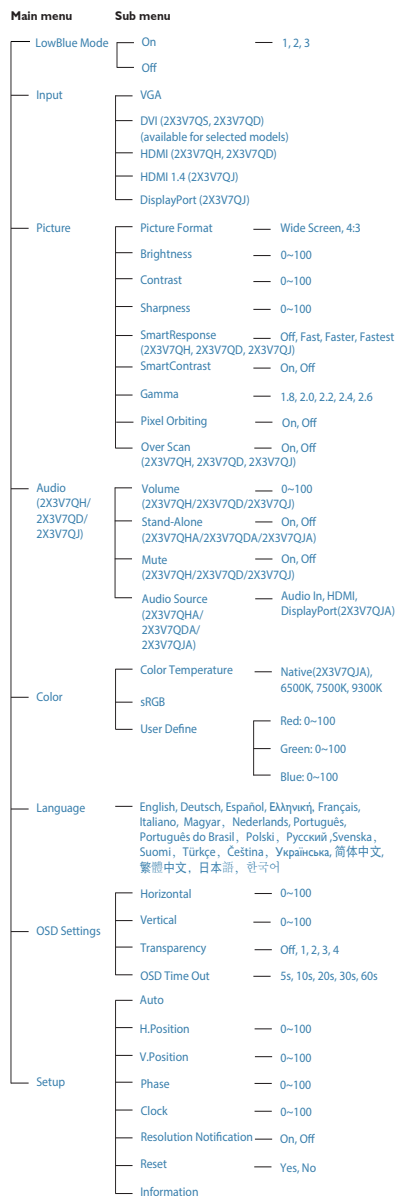 Main menu Sub menu
LowBlue Mode On 1, 2, 3
Off
Input VGA
DVI (2X3V7QS, 2X3V7QD)
(available for selected models)
HDMI (2X3V7QH, 2X3V7QD)
HDMI 1.4 (2X3V7QJ)
DisplayPort (2X3V7QJ)
Picture Picture Format Wide Screen, 4:3
Brightness 0~100
Contrast 0~100
Sharpness 0~100
SmartResponse Off, Fast, Faster, Fastest
(2X3V7QH, 2X3V7QD, 2X3V7QJ)
SmartContrast On, Off
Gamma 1.8, 2.0, 2.2, 2.4, 2.6
Pixel Orbiting On, Off
Over Scan On, Off
(2X3V7QH, 2X3V7QD, 2X3V7QJ)
Audio
(2X3V7QH/
2X3V7QD/
2X3V7QJ)
Volume 0~100
(2X3V7QH/2X3V7QD/2X3V7QJ)
Stand-Alone On, Off
(2X3V7QHA/2X3V7QDA/2X3V7QJA)
Mute On, Off
(2X3V7QH/2X3V7QD/2X3V7QJ)
Audio Source
(2X3V7QHA/
2X3V7QDA/
2X3V7QJA)
Audio In, HDMI,
DisplayPort(2X3V7QJA)
Color Color Temperature Native(2X3V7QJA),
6500K, 7500K, 9300K
sRGB
User Define Red: 0~100
Green: 0~100
Blue: 0~100
Language English, Deutsch, Español, Ελληνική, Français,
Italiano, Magyar, Nederlands, Português,
Português do Brasil, Polski, Русский ,Svenska,
Suomi, Türkçe, Čeština, Українська, 简体中文,
繁體中文, 日本語, 한국어
OSD Settings Horizontal 0~100
Vertical 0~100
Transparency Off, 1, 2, 3, 4
OSD Time Out 5s, 10s, 20s, 30s, 60s
Setup Auto
H.Position 0~100
V.Position 0~100
Phase 0~100
Clock 0~100
Resolution Notification On, Off
Reset Yes, No
Information